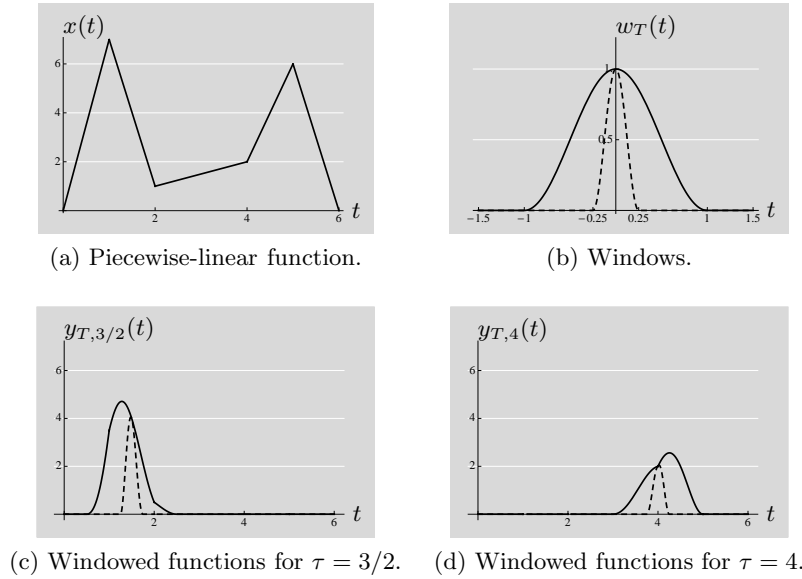 x(t)
6
4
2
2
4
6
t
(a) Piecewise-linear function.
w_T(t)
1
0.5
−1.5
−1
−0.25
0.25
1
1.5
t
(b) Windows.
y_{T,3/2}(t)
6
4
2
2
4
6
t
(c) Windowed functions for τ = 3/2.
y_{T,4}(t)
6
4
2
2
4
6
t
(d) Windowed functions for τ = 4.